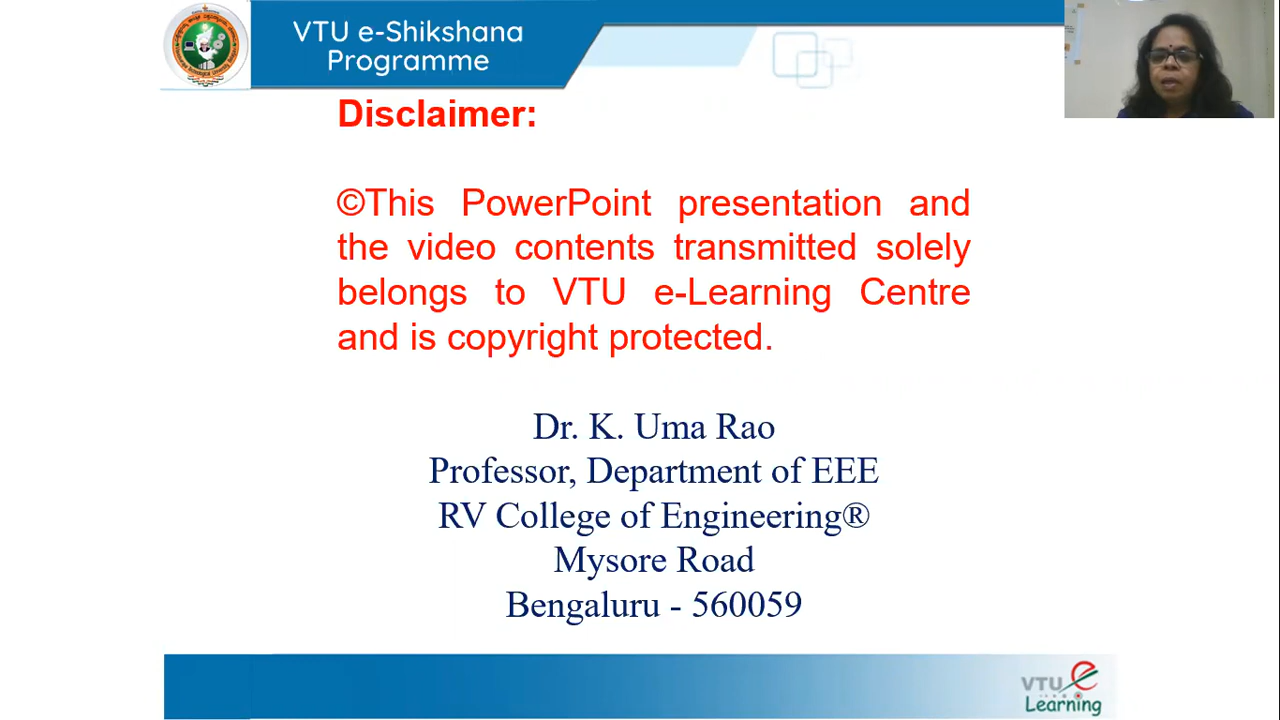 VTU e-Shikshana
Programme
Disclaimer:
©This PowerPoint presentation and
the video contents transmitted solely
belongs to VTU e-Learning Centre
and is copyright protected.
Dr. K. Uma Rao
Professor, Department of EEE
RV College of Engineering®
Mysore Road
Bengaluru - 560059
VTU e
Learning